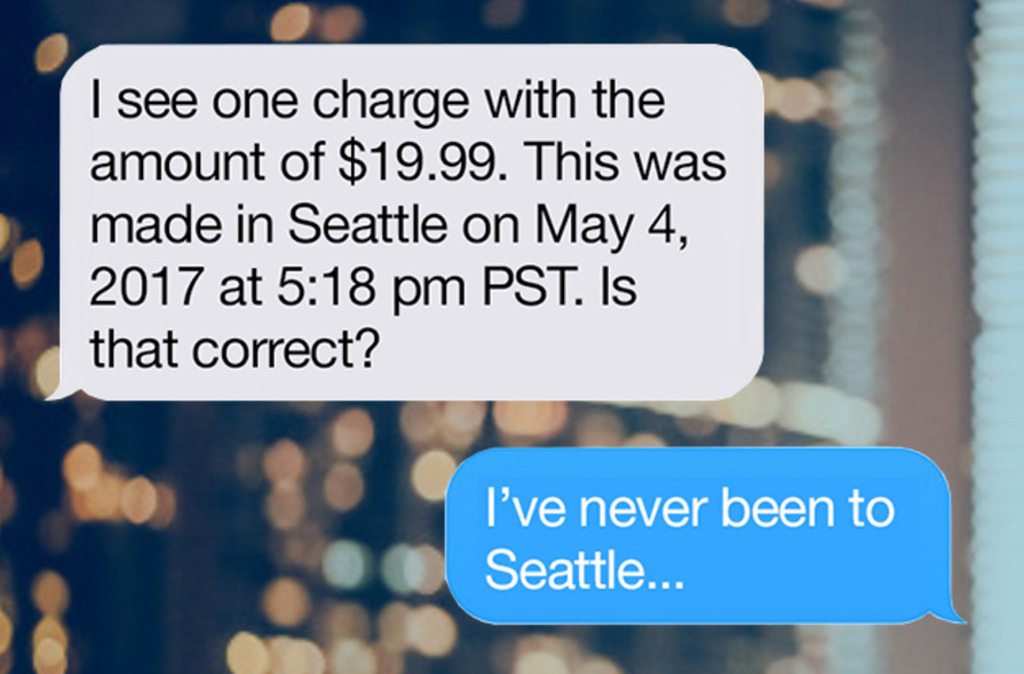 I see one charge with the
amount of $19.99. This was
made in Seattle on May 4,
2017 at 5:18 pm PST. Is
that correct?
I’ve never been to
Seattle...